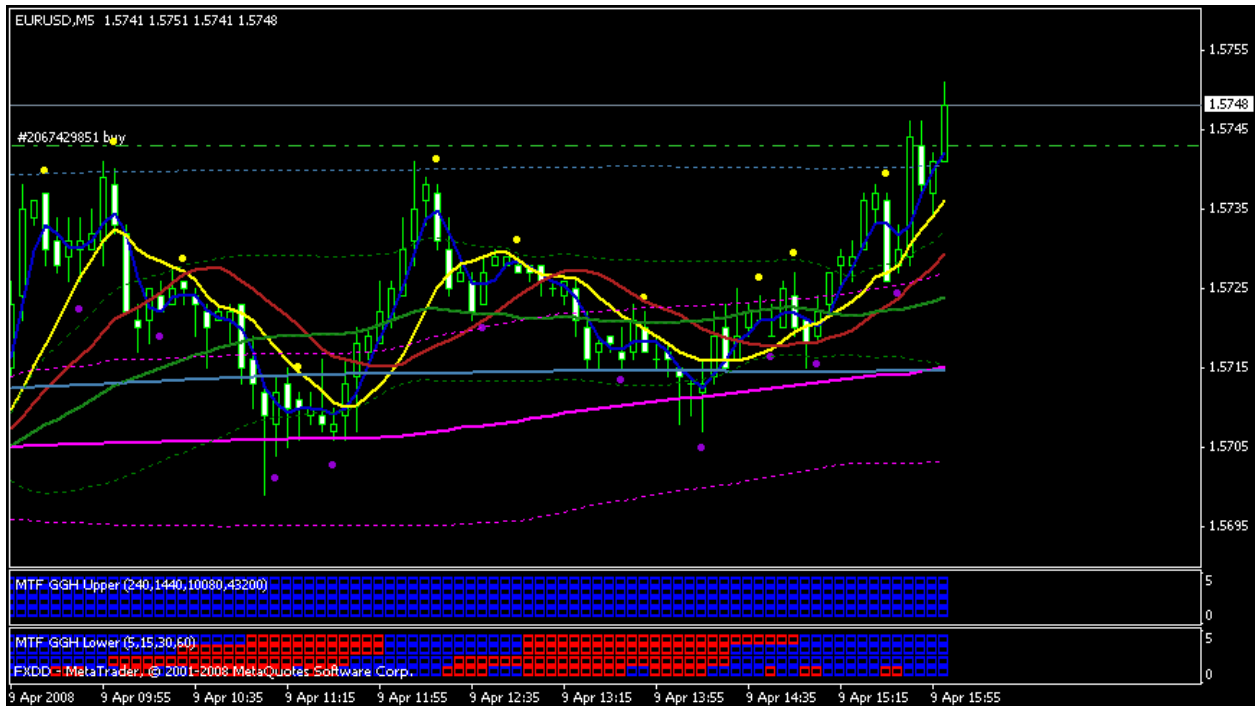 EURUSD,M5 1.5741 1.5751 1.5741 1.5748
1.5755
1.5748
1.5745
#2067429851 buy
1.5735
1.5725
1.5715
1.5705
1.5695
MTF GGH Upper (240,1440,10080,43200)
5
0
MTF GGH Lower (5,15,30,60)
5
FXDD - MetaTrader, © 2001-2008 MetaQuotes Software Corp.
0
9 Apr 2008 9 Apr 09:55 9 Apr 10:35 9 Apr 11:15 9 Apr 11:55 9 Apr 12:35 9 Apr 13:15 9 Apr 13:55 9 Apr 14:35 9 Apr 15:15 9 Apr 15:55